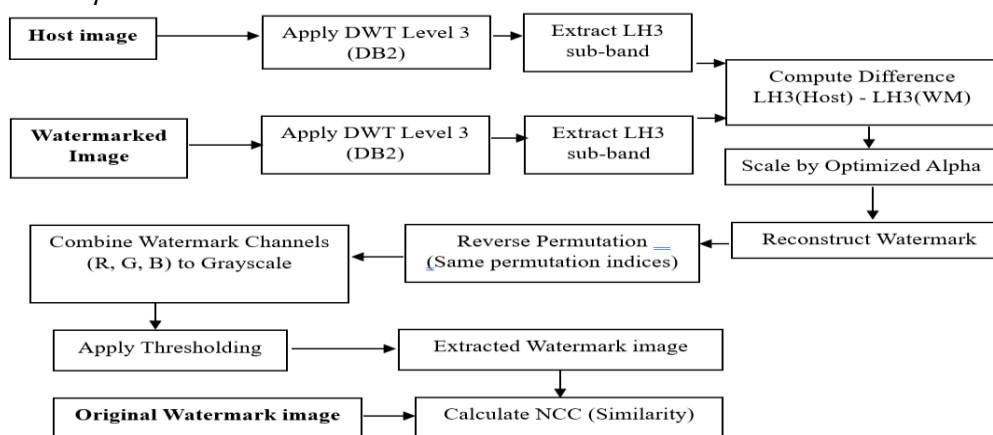 Host image
Apply DWT Level 3
(DB2)
Extract LH3
sub-band
Compute Difference
LH3(Host) - LH3(WM)
Watermarked
Image
Apply DWT Level 3
(DB2)
Extract LH3
sub-band
Scale by Optimized Alpha
Reconstruct Watermark
Reverse Permutation
(Same permutation indices)
Combine Watermark Channels
(R, G, B) to Grayscale
Apply Thresholding
Extracted Watermark image
Original Watermark image
Calculate NCC (Similarity)